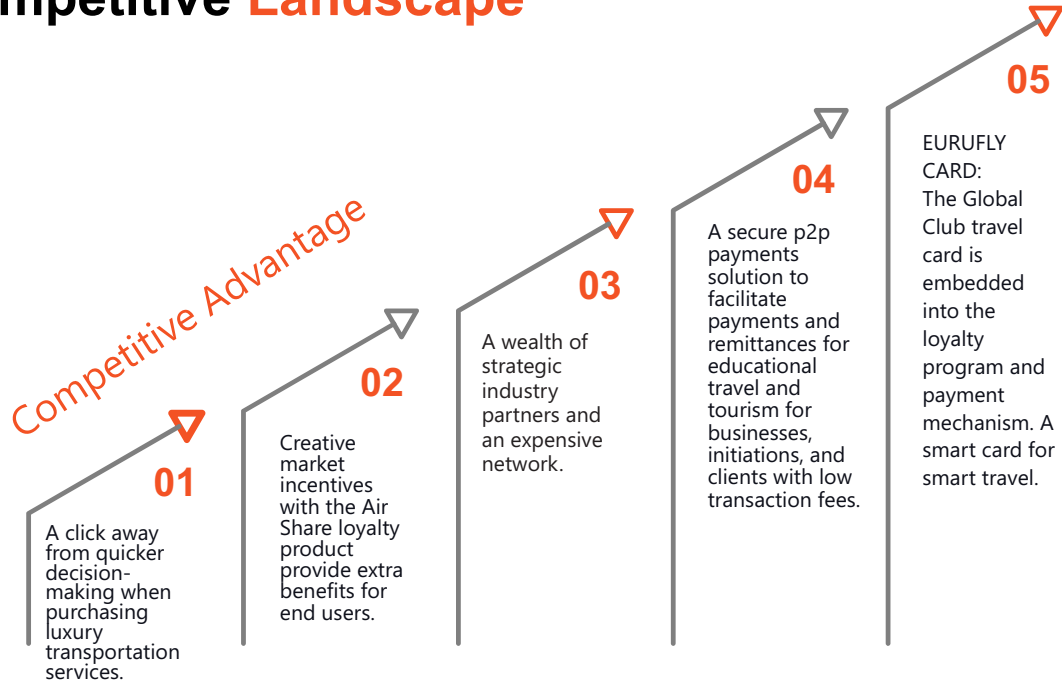 mpetitive Landscape
Competitive Advantage
01
A click away
from quicker
decision-
making when
purchasing
luxury
transportation
services.
02
Creative
market
incentives
with the Air
Share loyalty
product
provide extra
benefits for
end users.
03
A wealth of
strategic
industry
partners and
an expensive
network.
04
A secure p2p
payments
solution to
facilitate
payments and
remittances for
educational
travel and
tourism for
businesses,
initiations, and
clients with low
transaction fees.
05
EURUFLY
CARD:
The Global
Club travel
card is
embedded
into the
loyalty
program and
payment
mechanism. A
smart card for
smart travel.